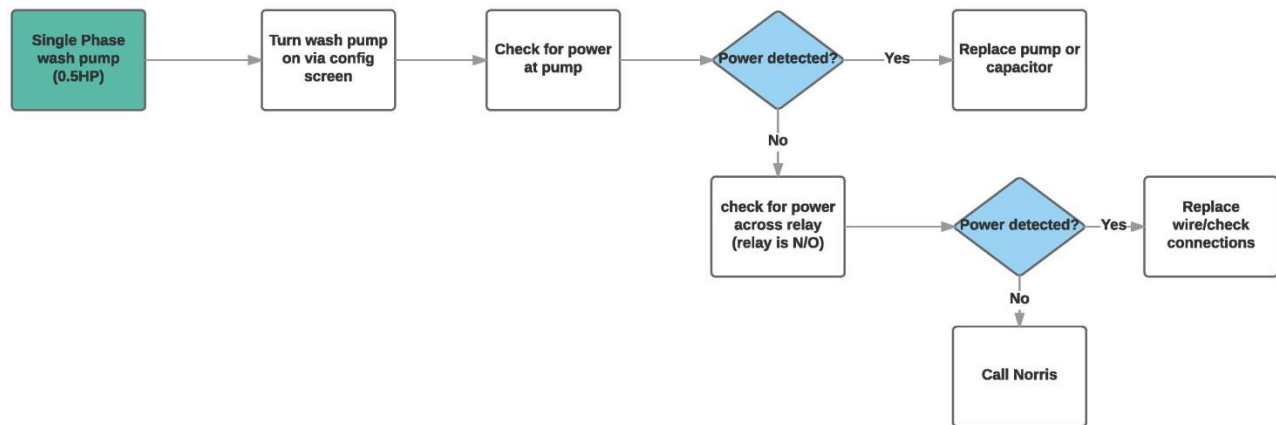 Single Phase
wash pump
(0.5HP)
Turn wash pump
on via config
screen
Check for power
at pump
Power detected?
Yes
Replace pump or
capacitor
No
check for power
across relay
(relay is N/O)
Power detected?
Yes
Replace
wire/check
connections
No
Call Norris